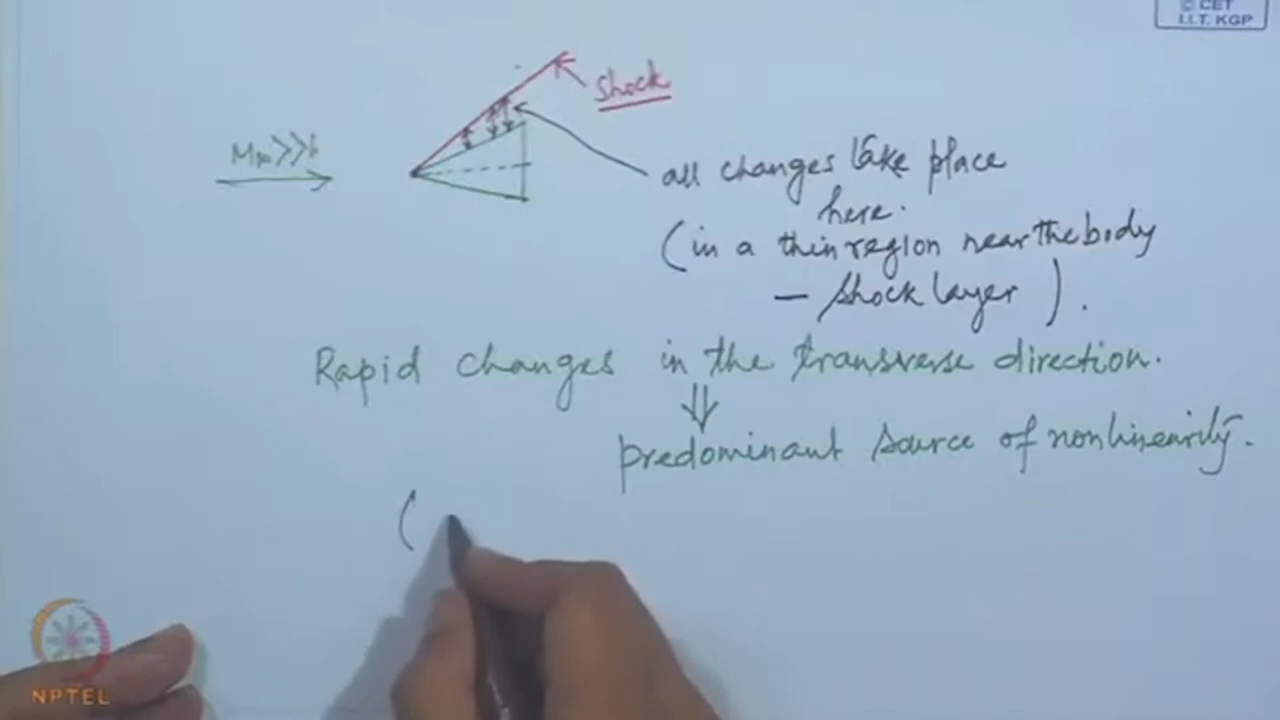 © CET
I.I.T. KGP
Shock
M∞>>1
all changes take place
here.
(in a thin region near the body
— shock layer ).
Rapid changes in the transverse direction.
⇓
predominant source of nonlinearity.
(
NPTEL